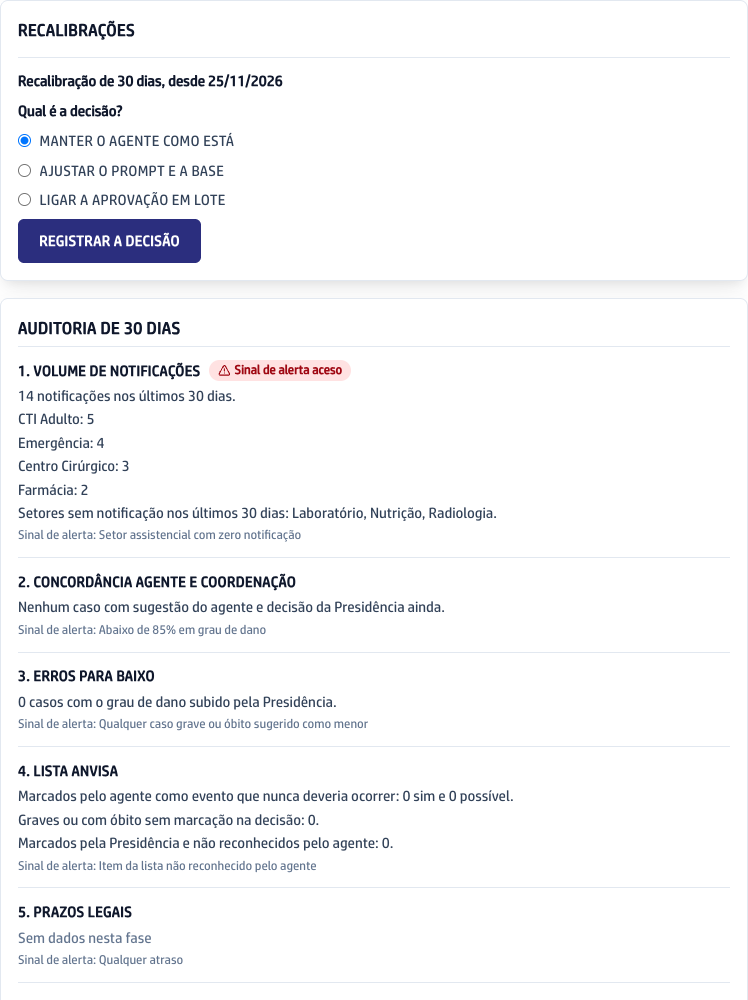 RECALIBRAÇÕES
Recalibração de 30 dias, desde 25/11/2026
Qual é a decisão?
MANTER O AGENTE COMO ESTÁ
AJUSTAR O PROMPT E A BASE
LIGAR A APROVAÇÃO EM LOTE
REGISTRAR A DECISÃO
AUDITORIA DE 30 DIAS
1. VOLUME DE NOTIFICAÇÕES Sinal de alerta aceso
14 notificações nos últimos 30 dias.
CTI Adulto: 5
Emergência: 4
Centro Cirúrgico: 3
Farmácia: 2
Setores sem notificação nos últimos 30 dias: Laboratório, Nutrição, Radiologia.
Sinal de alerta: Setor assistencial com zero notificação
2. CONCORDÂNCIA AGENTE E COORDENAÇÃO
Nenhum caso com sugestão do agente e decisão da Presidência ainda.
Sinal de alerta: Abaixo de 85% em grau de dano
3. ERROS PARA BAIXO
0 casos com o grau de dano subido pela Presidência.
Sinal de alerta: Qualquer caso grave ou óbito sugerido como menor
4. LISTA ANVISA
Marcados pelo agente como evento que nunca deveria ocorrer: 0 sim e 0 possível.
Graves ou com óbito sem marcação na decisão: 0.
Marcados pela Presidência e não reconhecidos pelo agente: 0.
Sinal de alerta: Item da lista não reconhecido pelo agente
5. PRAZOS LEGAIS
Sem dados nesta fase
Sinal de alerta: Qualquer atraso